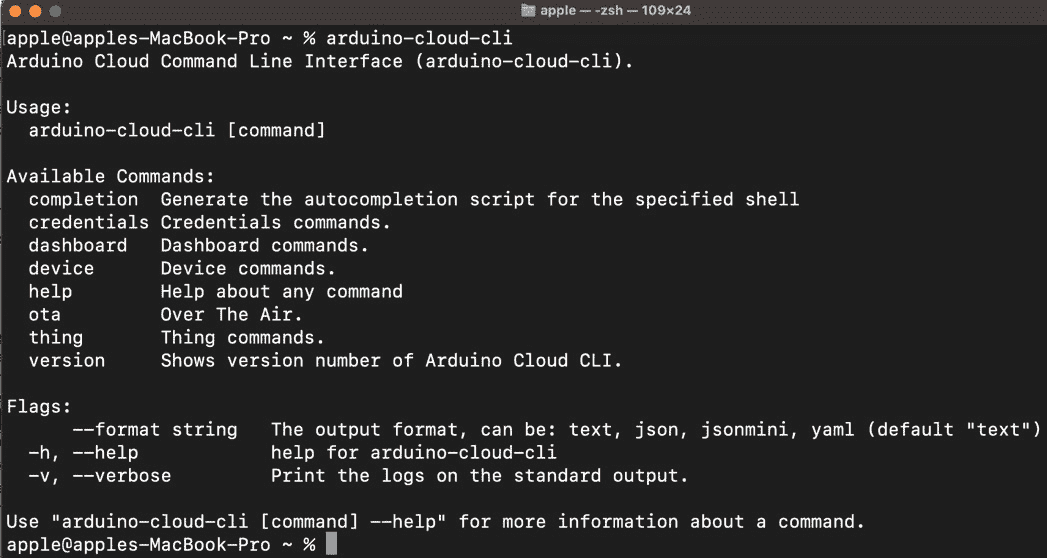 apple — -zsh — 109×24
apple@apples-MacBook-Pro ~ % arduino-cloud-cli
Arduino Cloud Command Line Interface (arduino-cloud-cli).
Usage:
arduino-cloud-cli [command]
Available Commands:
completion Generate the autocompletion script for the specified shell
credentials Credentials commands.
dashboard Dashboard commands.
device Device commands.
help Help about any command
ota Over The Air.
thing Thing commands.
version Shows version number of Arduino Cloud CLI.
Flags:
--format string The output format, can be: text, json, jsonmini, yaml (default "text")
-h, --help help for arduino-cloud-cli
-v, --verbose Print the logs on the standard output.
Use "arduino-cloud-cli [command] --help" for more information about a command.
apple@apples-MacBook-Pro ~ %